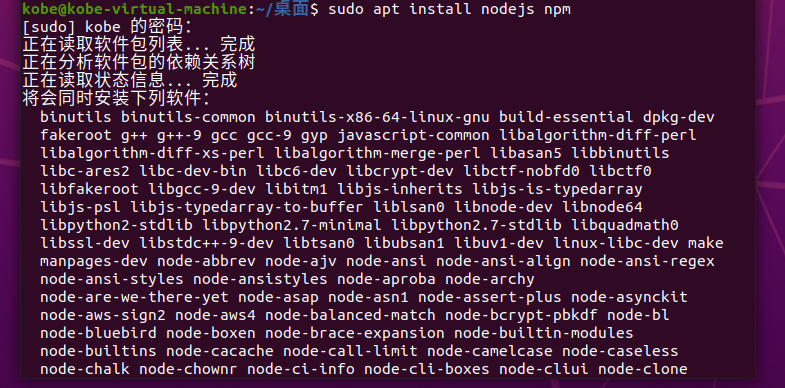 kobe@kobe-virtual-machine:~/桌面$ sudo apt install nodejs npm
[sudo] kobe 的密码：
正在读取软件包列表... 完成
正在分析软件包的依赖关系树
正在读取状态信息... 完成
将会同时安装下列软件：
binutils binutils-common binutils-x86-64-linux-gnu build-essential dpkg-dev
fakeroot g++ g++-9 gcc gcc-9 gyp javascript-common libalgorithm-diff-perl
libalgorithm-diff-xs-perl libalgorithm-merge-perl libasan5 libbinutils
libc-ares2 libc-dev-bin libc6-dev libcrypt-dev libctf-nobfd0 libctf0
libfakeroot libgcc-9-dev libitm1 libjs-inherits libjs-is-typedarray
libjs-psl libjs-typedarray-to-buffer liblsan0 libnode-dev libnode64
libpython2-stdlib libpython2.7-minimal libpython2.7-stdlib libquadmath0
libssl-dev libstdc++-9-dev libtsan0 libubsan1 libuv1-dev linux-libc-dev make
manpages-dev node-abbrev node-ajv node-ansi node-ansi-align node-ansi-regex
node-ansi-styles node-ansistyles node-aproba node-archy
node-are-we-there-yet node-asap node-asn1 node-assert-plus node-asynckit
node-aws-sign2 node-aws4 node-balanced-match node-bcrypt-pbkdf node-bl
node-bluebird node-boxen node-brace-expansion node-builtin-modules
node-builtins node-cacache node-call-limit node-camelcase node-caseless
node-chalk node-chownr node-ci-info node-cli-boxes node-cliui node-clone